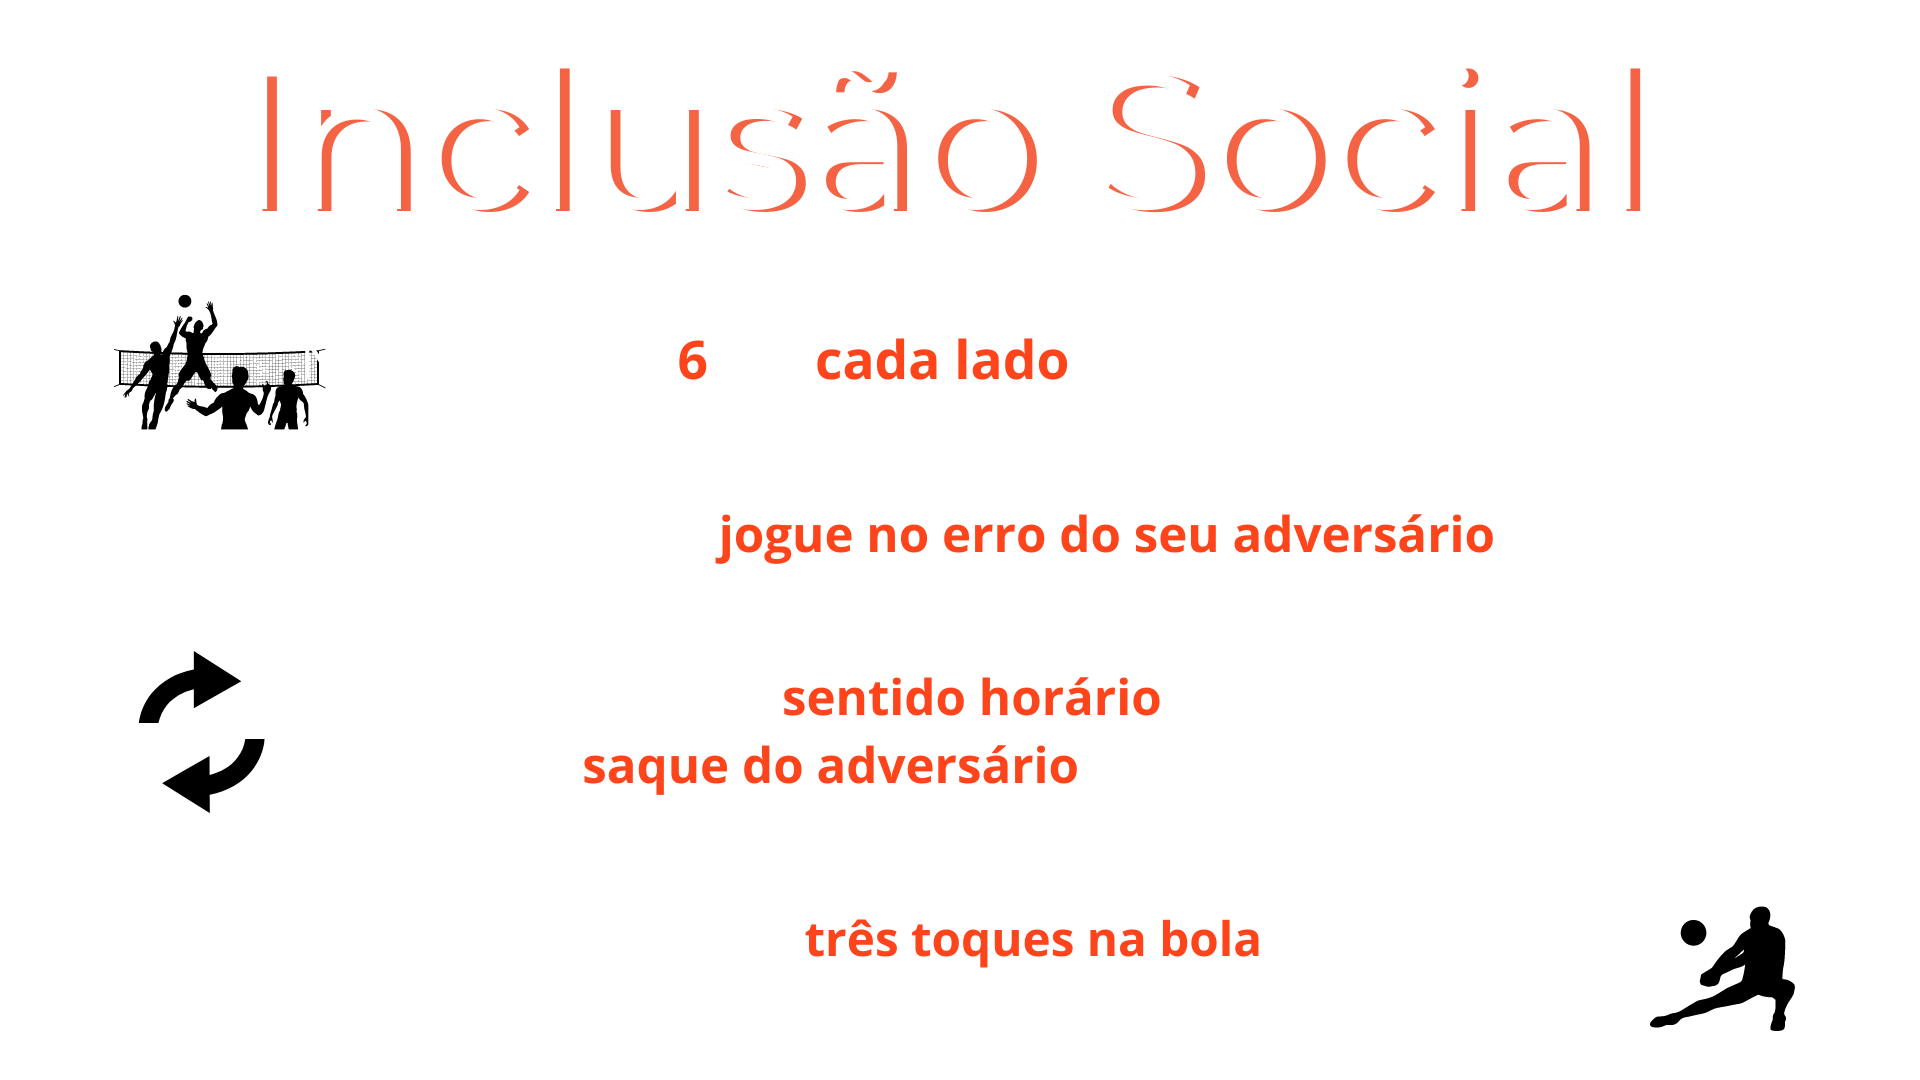 Inclusão Social
6 cada lado
jogue no erro do seu adversário
sentido horário
saque do adversário
três toques na bola